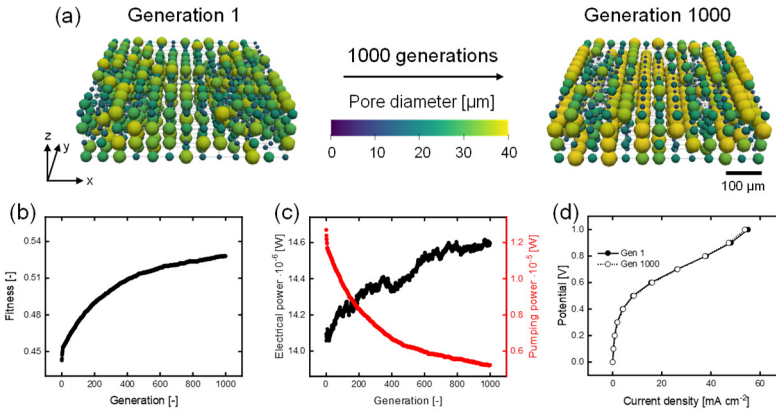 (a)
Generation 1
Generation 1000
1000 generations
Pore diameter [µm]
0 10 20 30 40
z
y
x
100 µm
(b)
Fitness [-]
0.54
0.51
0.48
0.45
0 200 400 600 800 1000
Generation [-]
(c)
Electrical power ·10⁻⁶ [W]
14.6
14.4
14.2
14.0
0 200 400 600 800 1000
Generation [-]
1.2
1.0
0.8
0.6
Pumping power ·10⁻⁵ [W]
(d)
Potential [V]
1.0
0.8
0.6
0.4
0.2
0.0
Gen 1
Gen 1000
0 20 40 60
Current density [mA cm⁻²]